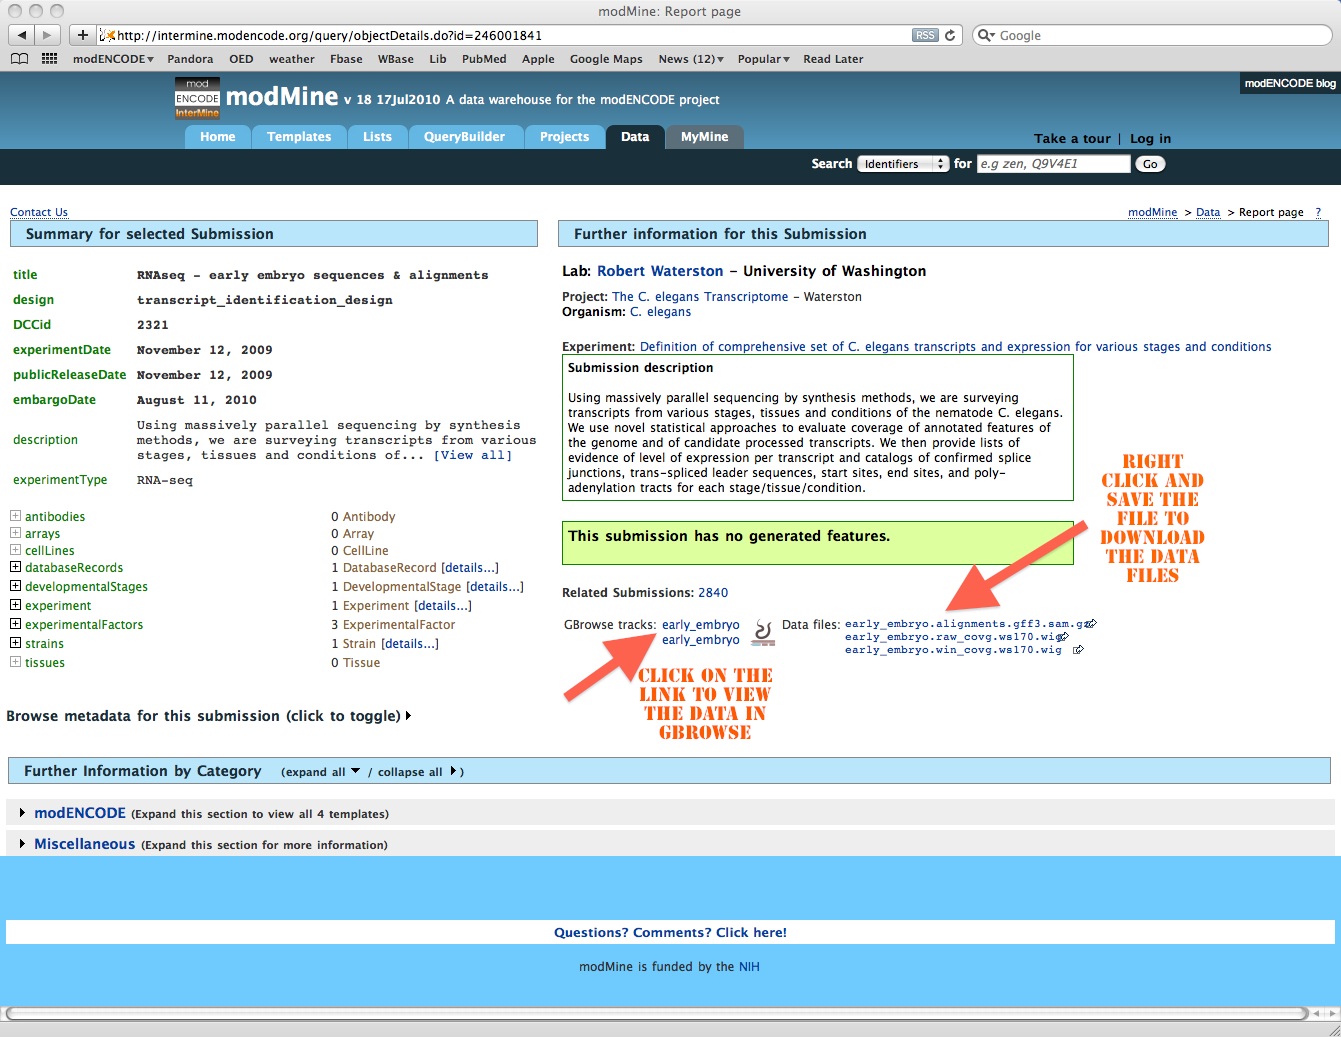 modMine: Report page
http://intermine.modencode.org/query/objectDetails.do?id=246001841
RSS
Google
modENCODE Pandora OED weather Fbase WBase Lib PubMed Apple Google Maps News (12) Popular Read Later
mod
ENCODE
InterMine
modMine v 18 17Jul2010 A data warehouse for the modENCODE project
modENCODE blog
Home Templates Lists QueryBuilder Projects Data MyMine
Take a tour | Log in
Search Identifiers for e.g zen, Q9V4E1 Go
Contact Us
modMine > Data > Report page ?
Summary for selected Submission
title RNAseq - early embryo sequences & alignments
design transcript_identification_design
DCCid 2321
experimentDate November 12, 2009
publicReleaseDate November 12, 2009
embargoDate August 11, 2010
description Using massively parallel sequencing by synthesis
methods, we are surveying transcripts from various
stages, tissues and conditions of... [View all]
experimentType RNA-seq
antibodies 0 Antibody
arrays 0 Array
cellLines 0 CellLine
databaseRecords 1 DatabaseRecord [details...]
developmentalStages 1 DevelopmentalStage [details...]
experiment 1 Experiment [details...]
experimentalFactors 3 ExperimentalFactor
strains 1 Strain [details...]
tissues 0 Tissue
Further information for this Submission
Lab: Robert Waterston - University of Washington
Project: The C. elegans Transcriptome - Waterston
Organism: C. elegans
Experiment: Definition of comprehensive set of C. elegans transcripts and expression for various stages and conditions
Submission description
Using massively parallel sequencing by synthesis methods, we are surveying
transcripts from various stages, tissues and conditions of the nematode C. elegans.
We use novel statistical approaches to evaluate coverage of annotated features of
the genome and of candidate processed transcripts. We then provide lists of
evidence of level of expression per transcript and catalogs of confirmed splice
junctions, trans-spliced leader sequences, start sites, end sites, and poly-
adenylation tracts for each stage/tissue/condition.
This submission has no generated features.
RIGHT
CLICK AND
SAVE THE
FILE TO
DOWNLOAD
THE DATA
FILES
Related Submissions: 2840
GBrowse tracks: early_embryo
early_embryo
Data files: early_embryo.alignments.gff3.sam.gz
early_embryo.raw_covg.ws170.wig
early_embryo.win_covg.ws170.wig
CLICK ON THE
LINK TO VIEW
THE DATA IN
GBROWSE
Browse metadata for this submission (click to toggle)
Further Information by Category (expand all / collapse all )
modENCODE (Expand this section to view all 4 templates)
Miscellaneous (Expand this section for more information)
Questions? Comments? Click here!
modMine is funded by the NIH